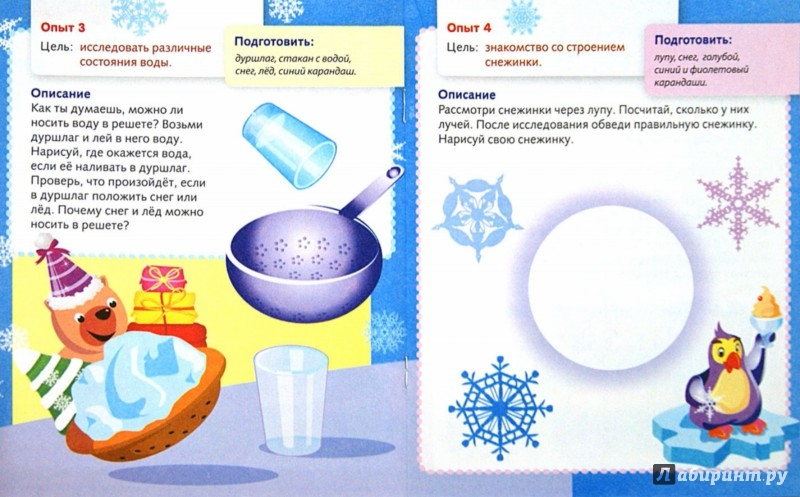 Опыт 3
Цель: исследовать различные
состояния воды.
Подготовить:
дуршлаг, стакан с водой,
снег, лёд, синий карандаш.
Описание
Как ты думаешь, можно ли
носить воду в решете? Возьми
дуршлаг и лей в него воду.
Нарисуй, где окажется вода,
если её наливать в дуршлаг.
Проверь, что произойдёт, если
в дуршлаг положить снег или
лёд. Почему снег и лёд можно
носить в решете?
Опыт 4
Цель: знакомство со строением
снежинки.
Подготовить:
лупу, снег, голубой,
синий и фиолетовый
карандаши.
Описание
Рассмотри снежинки через лупу. Посчитай, сколько у них
лучей. После исследования обведи правильную снежинку.
Нарисуй свою снежинку.
Лабиринт.ру